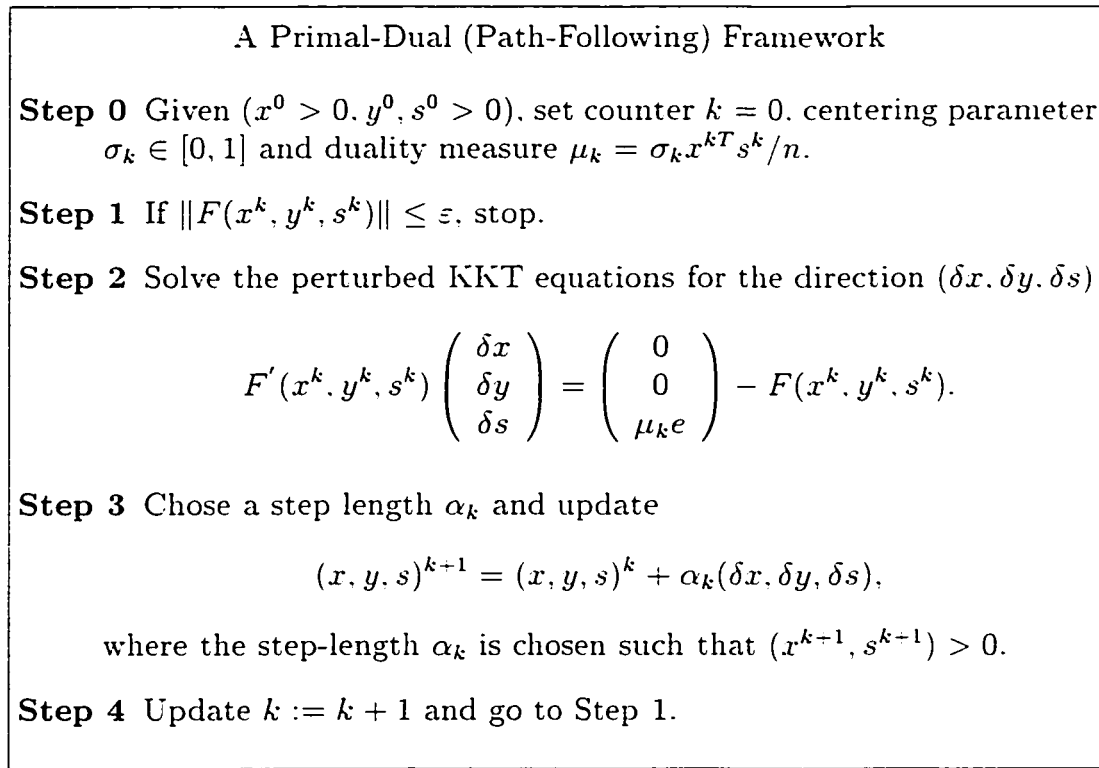 A Primal-Dual (Path-Following) Framework
Step 0 Given (x^0 > 0, y^0, s^0 > 0), set counter k = 0, centering parameter
σ_k ∈ [0, 1] and duality measure μ_k = σ_k x^{kT} s^k/n.
Step 1 If ‖F(x^k, y^k, s^k)‖ ≤ ε, stop.
Step 2 Solve the perturbed KKT equations for the direction (δx, δy, δs)
F'(x^k, y^k, s^k) ( δx δy δs ) = ( 0 0 μ_k e ) − F(x^k, y^k, s^k).
Step 3 Chose a step length α_k and update
(x, y, s)^{k+1} = (x, y, s)^k + α_k(δx, δy, δs),
where the step-length α_k is chosen such that (x^{k+1}, s^{k+1}) > 0.
Step 4 Update k := k + 1 and go to Step 1.